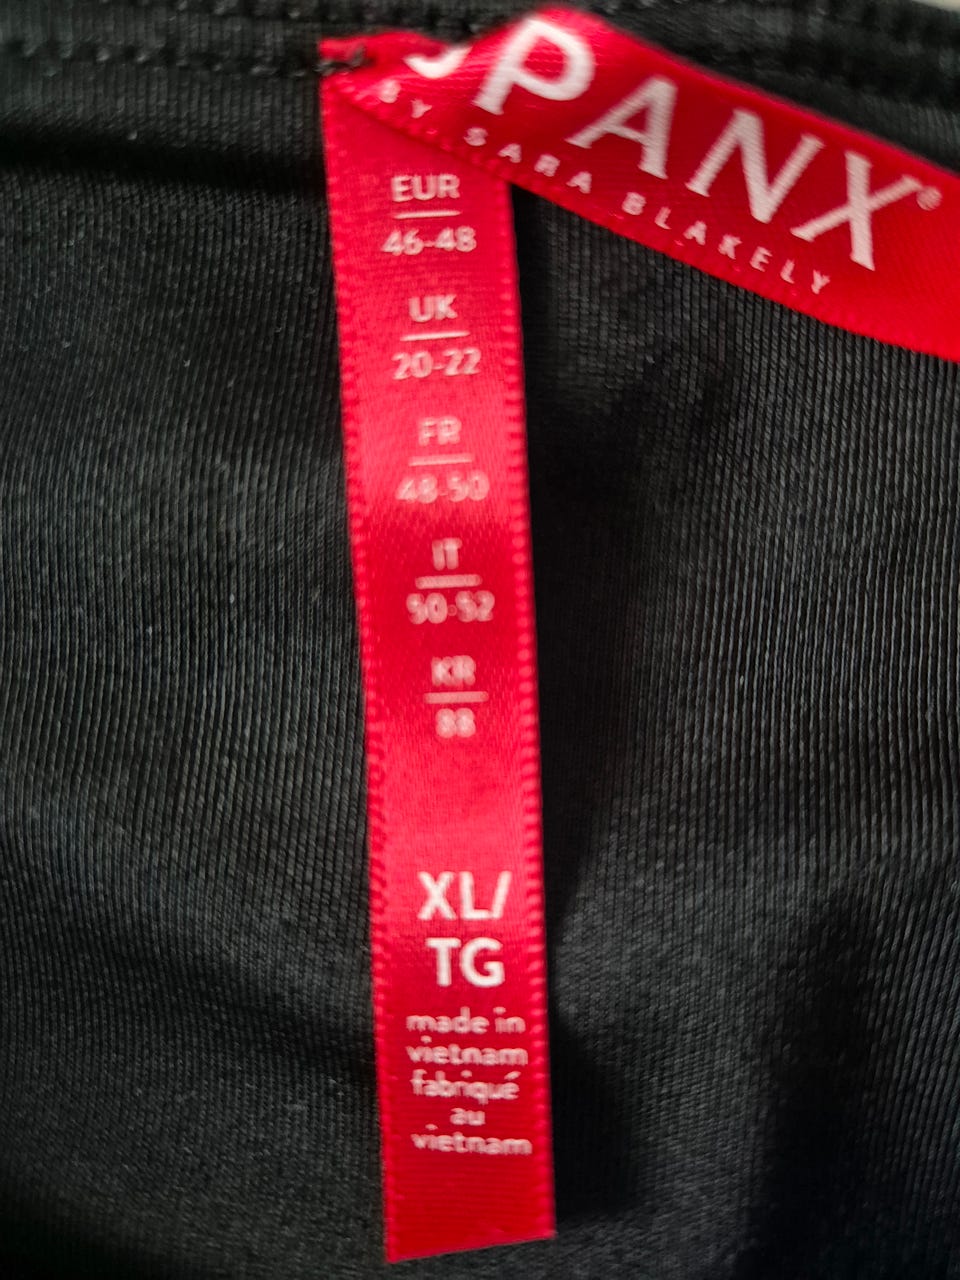 PANX®
BY SARA BLAKELY
EUR
46-48
UK
20-22
FR
48-50
IT
50-52
KR
88
XL/
TG
made in
vietnam
fabriqué
au
vietnam